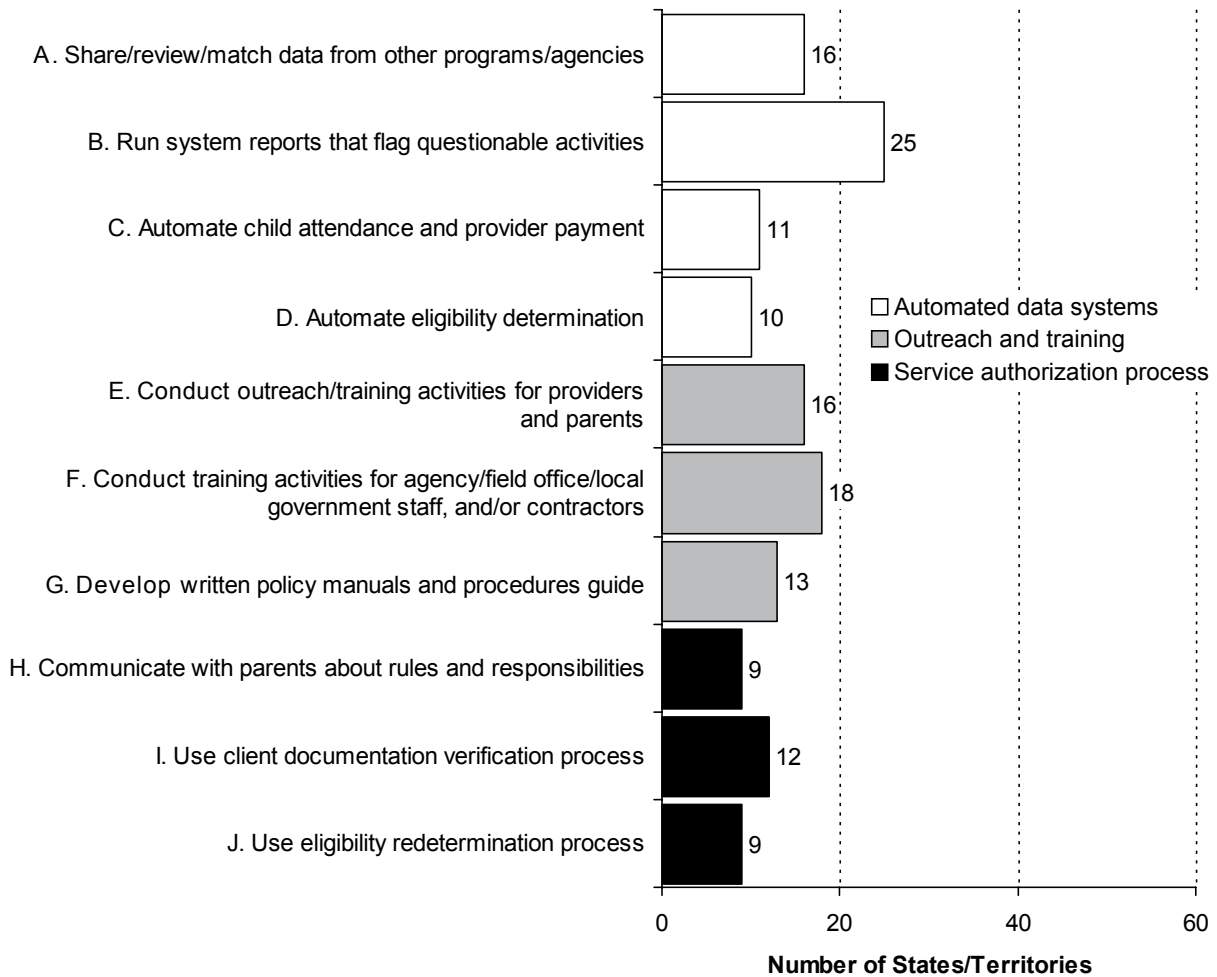 A. Share/review/match data from other programs/agencies
16
B. Run system reports that flag questionable activities
25
C. Automate child attendance and provider payment
11
D. Automate eligibility determination
10
Automated data systems
Outreach and training
Service authorization process
E. Conduct outreach/training activities for providers
and parents
16
F. Conduct training activities for agency/field office/local
government staff, and/or contractors
18
G. Develop written policy manuals and procedures guide
13
H. Communicate with parents about rules and responsibilities
9
I. Use client documentation verification process
12
J. Use eligibility redetermination process
9
0 20 40 60
Number of States/Territories